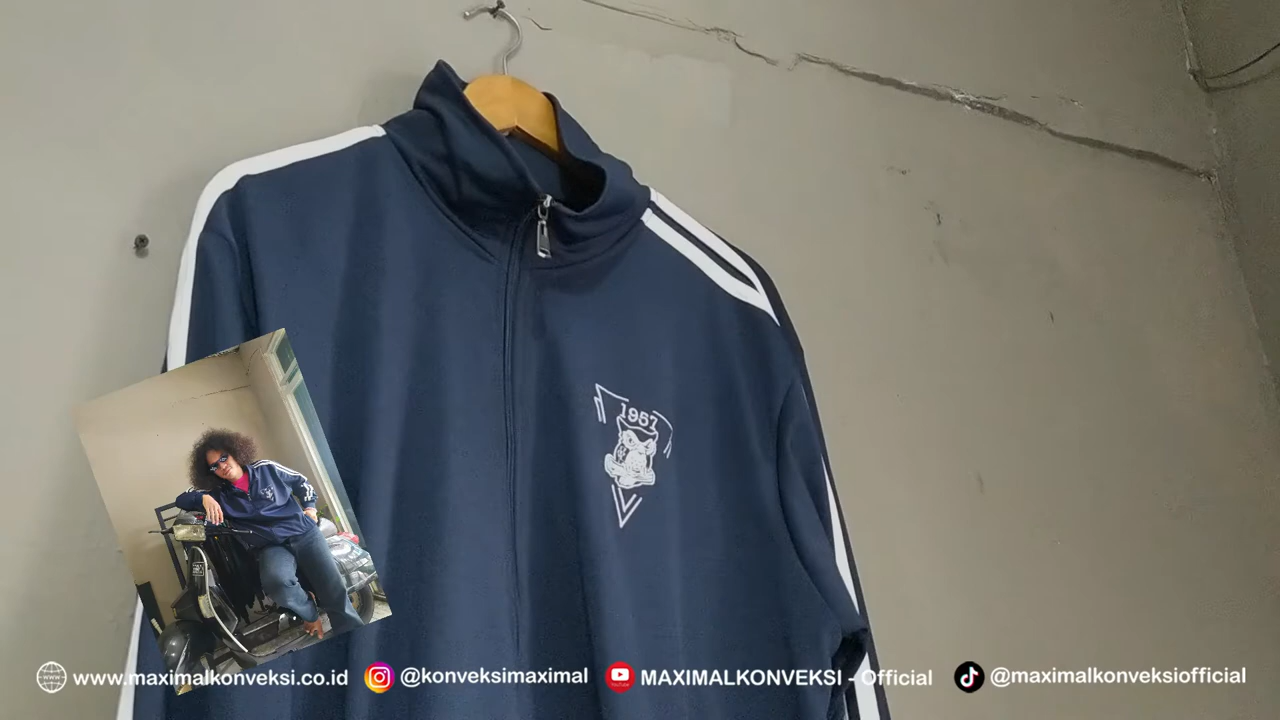 1957
www.maximalkonveksi.co.id
@konveksimaximal
MAXIMALKONVEKSI - Official
@maximalkonveksiofficial